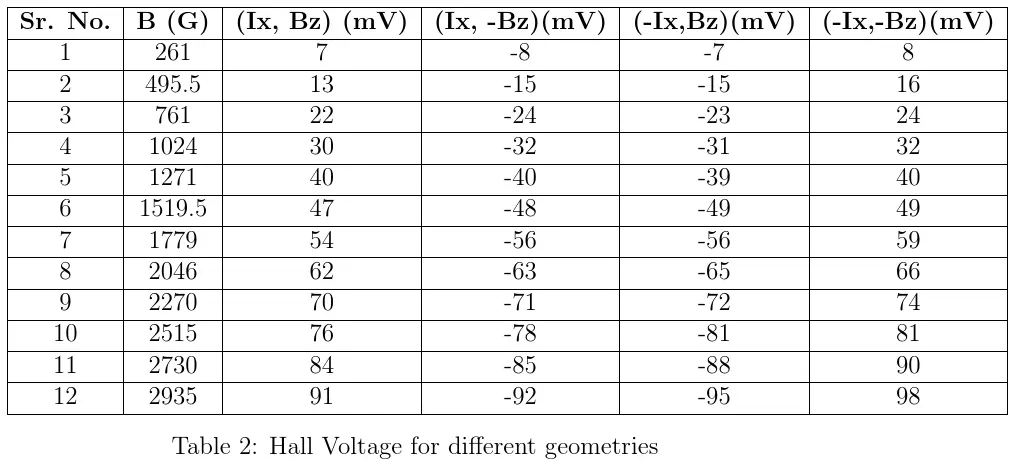 Sr. No. B (G) (Ix, Bz) (mV) (Ix, -Bz)(mV) (-Ix,Bz)(mV) (-Ix,-Bz)(mV)
1 261 7 -8 -7 8
2 495.5 13 -15 -15 16
3 761 22 -24 -23 24
4 1024 30 -32 -31 32
5 1271 40 -40 -39 40
6 1519.5 47 -48 -49 49
7 1779 54 -56 -56 59
8 2046 62 -63 -65 66
9 2270 70 -71 -72 74
10 2515 76 -78 -81 81
11 2730 84 -85 -88 90
12 2935 91 -92 -95 98
Table 2: Hall Voltage for different geometries